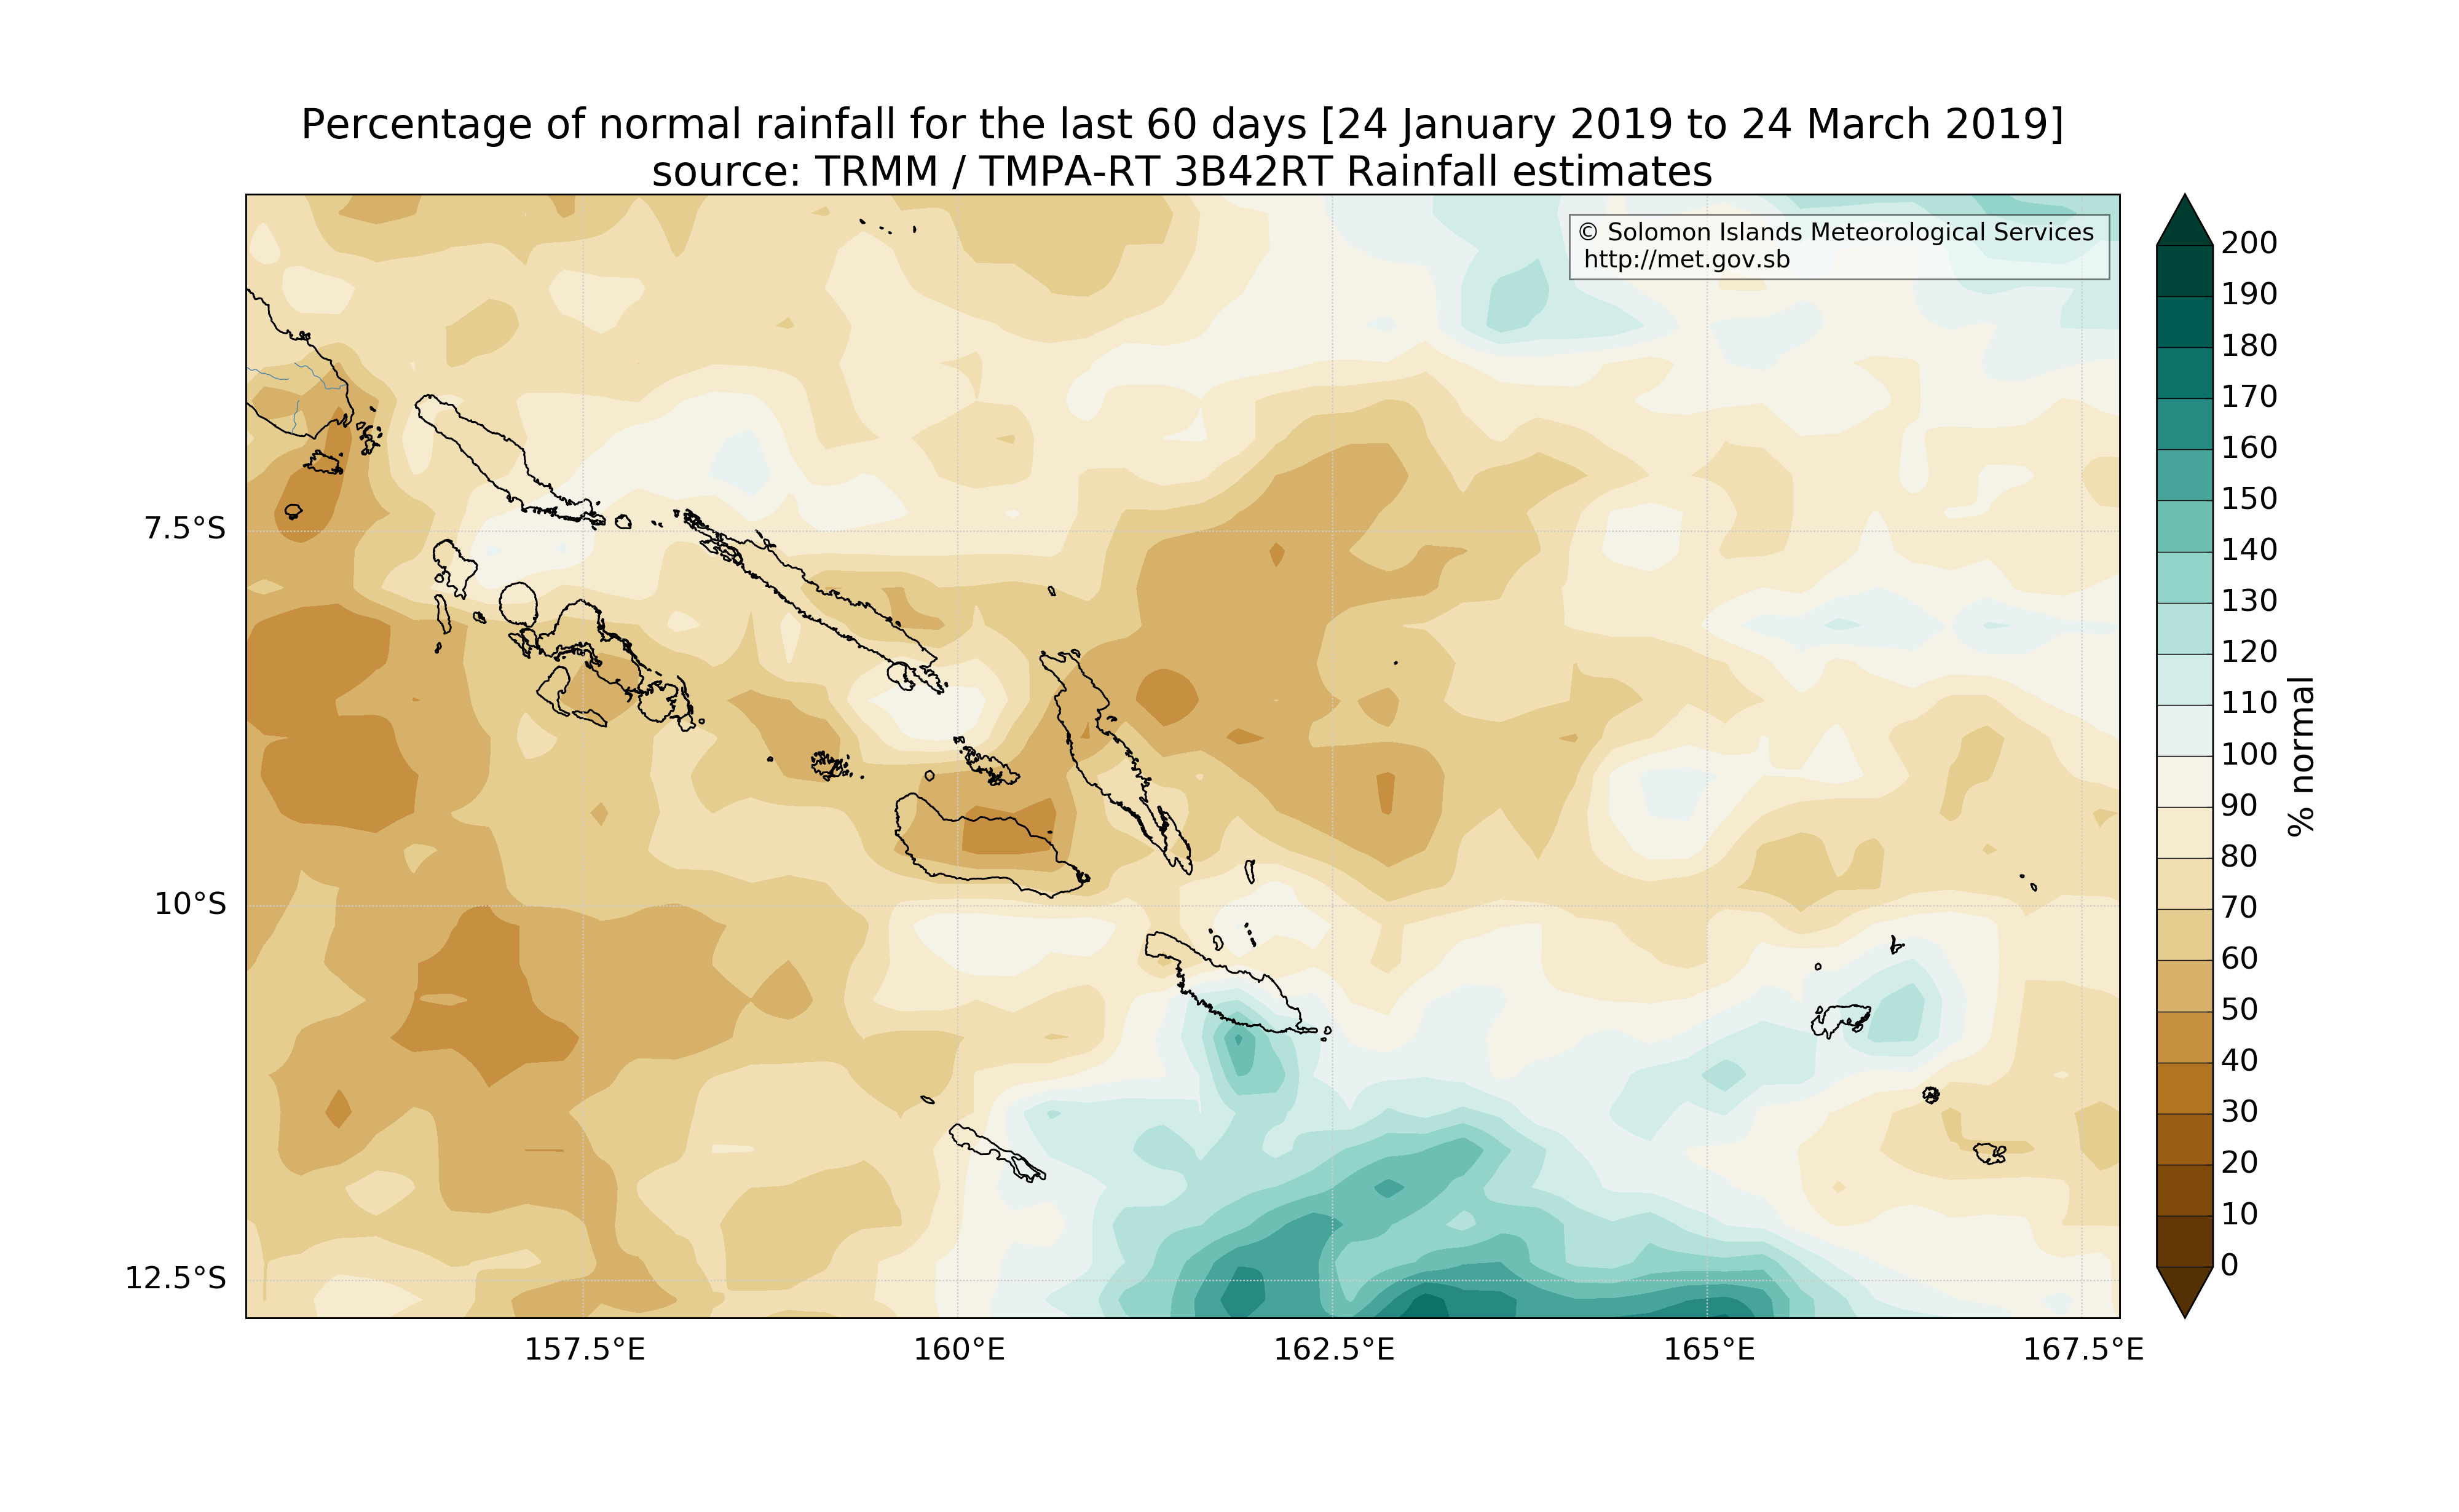 Percentage of normal rainfall for the last 60 days [24 January 2019 to 24 March 2019]
source: TRMM / TMPA-RT 3B42RT Rainfall estimates
© Solomon Islands Meteorological Services
http://met.gov.sb
7.5°S
10°S
12.5°S
157.5°E
160°E
162.5°E
165°E
167.5°E
200
190
180
170
160
150
140
130
120
110
100
90
80
70
60
50
40
30
20
10
0
% normal